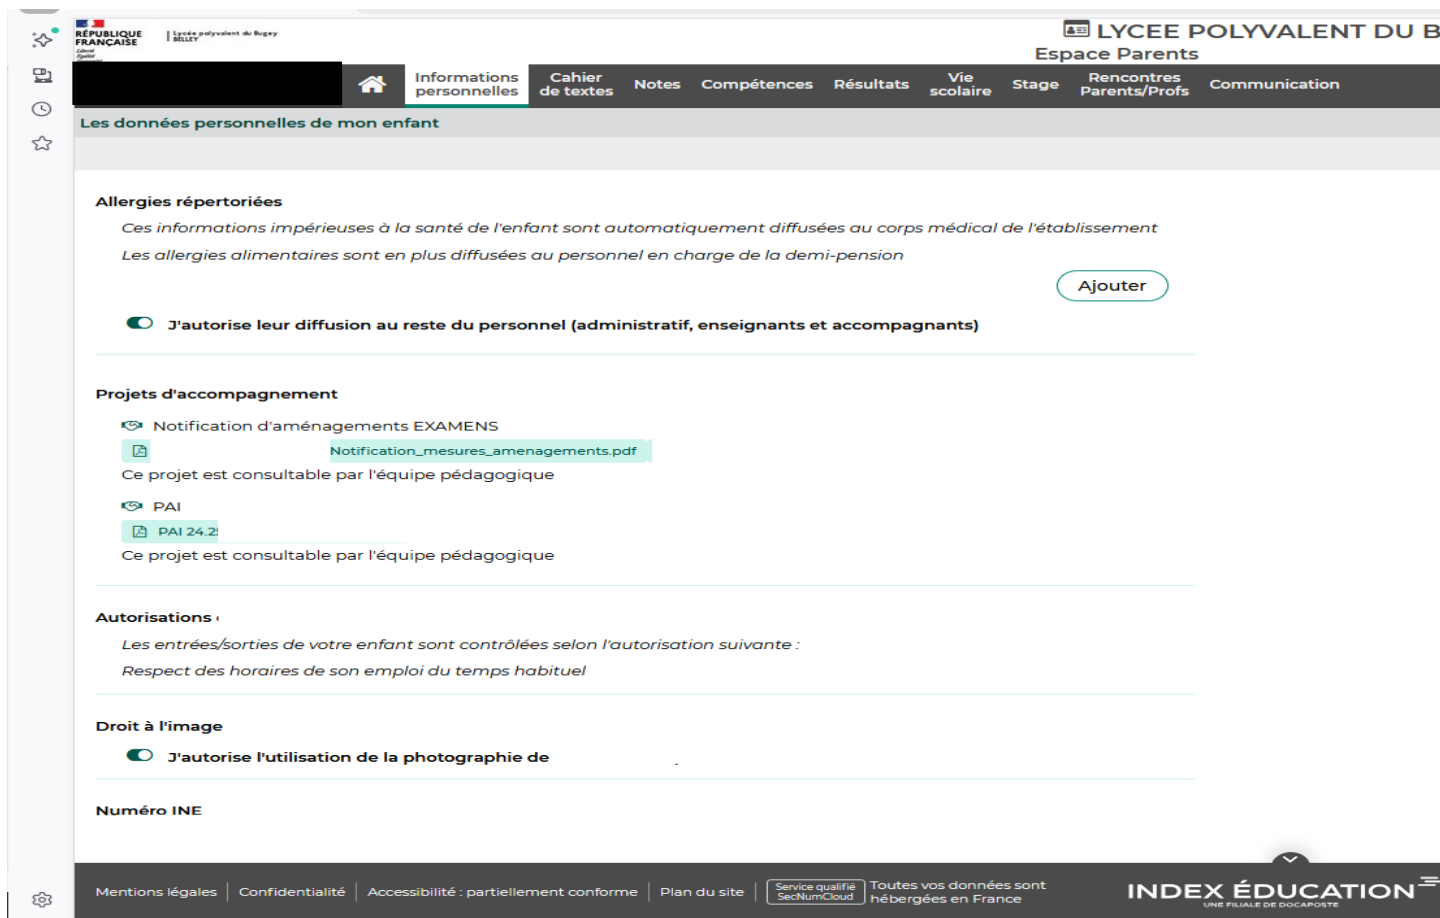 RÉPUBLIQUE
FRANÇAISE
Liberté
Égalité
Lycée polyvalent du Bugey
BELLEY
LYCEE POLYVALENT DU B
Espace Parents
Informations personnelles
Cahier de textes
Notes
Compétences
Résultats
Vie scolaire
Stage
Rencontres Parents/Profs
Communication
Les données personnelles de mon enfant
Allergies répertoriées
Ces informations impérieuses à la santé de l'enfant sont automatiquement diffusées au corps médical de l'établissement
Les allergies alimentaires sont en plus diffusées au personnel en charge de la demi-pension
Ajouter
J'autorise leur diffusion au reste du personnel (administratif, enseignants et accompagnants)
Projets d'accompagnement
Notification d'aménagements EXAMENS
Notification_mesures_amenagements.pdf
Ce projet est consultable par l'équipe pédagogique
PAI
PAI 24.2
Ce projet est consultable par l'équipe pédagogique
Autorisations
Les entrées/sorties de votre enfant sont contrôlées selon l'autorisation suivante :
Respect des horaires de son emploi du temps habituel
Droit à l'image
J'autorise l'utilisation de la photographie de
Numéro INE
Mentions légales
Confidentialité
Accessibilité : partiellement conforme
Plan du site
Service qualifié
SecNumCloud
Toutes vos données sont
hébergées en France
INDEX ÉDUCATION
UNE FILIALE DE DOCAPOSTE